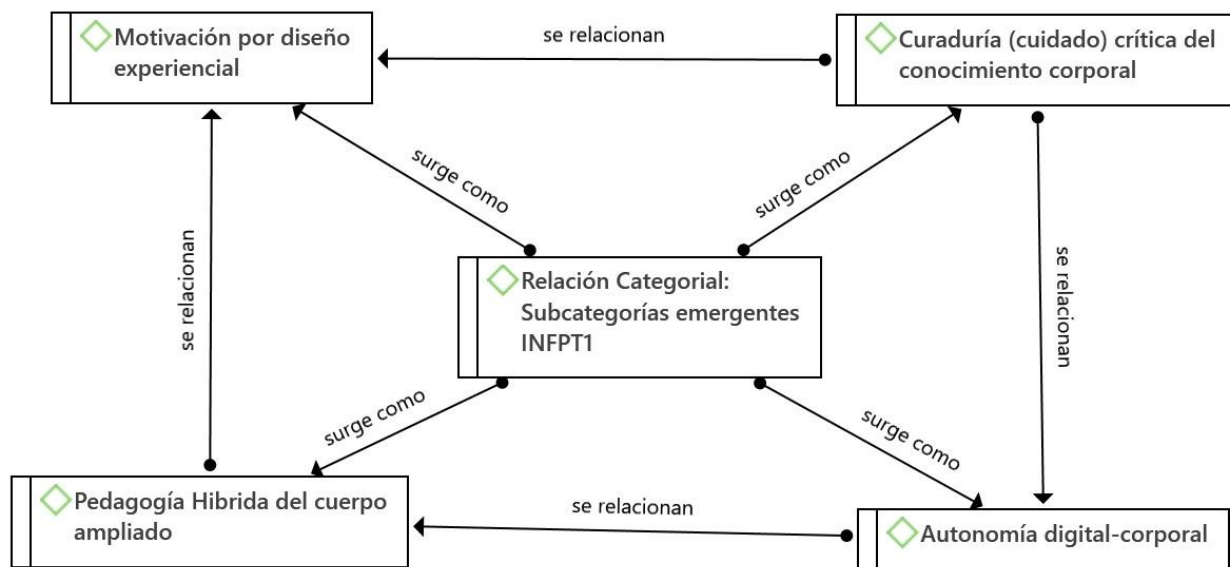 Motivación por diseño
experiencial
se relacionan
Curaduría (cuidado) crítica del
conocimiento corporal
surge como
surge como
se relacionan
se relacionan
Relación Categorial:
Subcategorías emergentes
INFPT1
surge como
surge como
Pedagogía Hibrida del cuerpo
ampliado
se relacionan
Autonomía digital-corporal